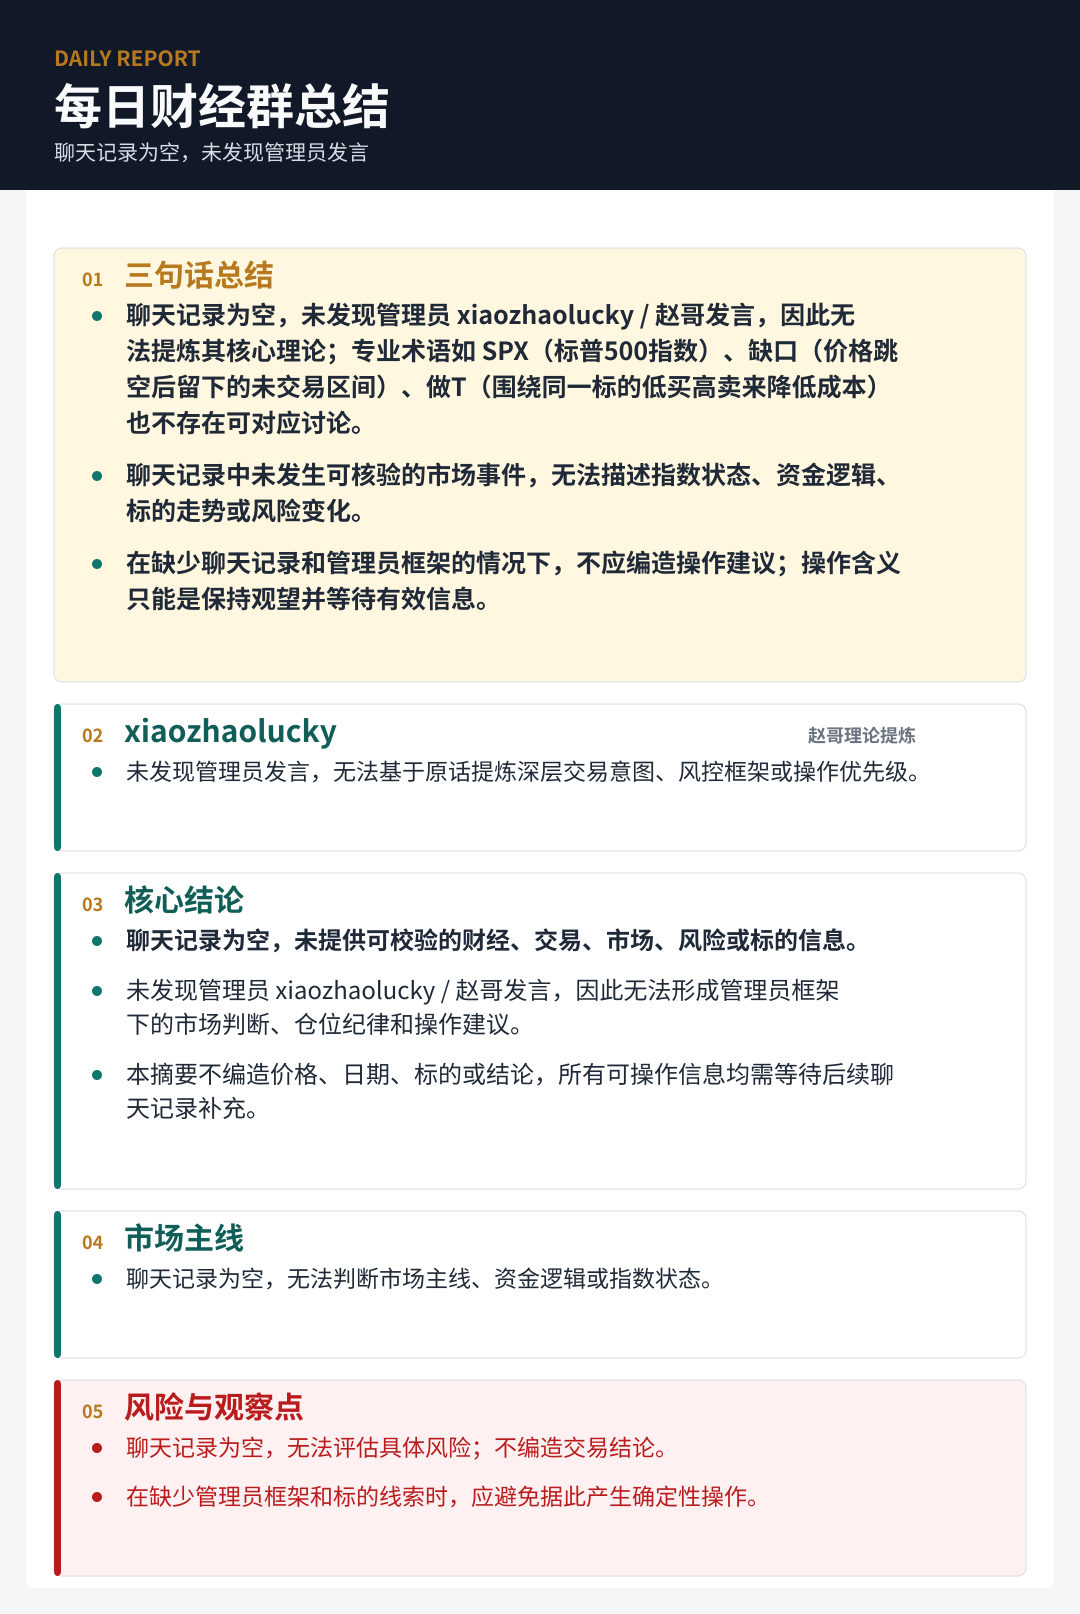 DAILY REPORT
每日财经群总结
聊天记录为空，未发现管理员发言
01 三句话总结
聊天记录为空，未发现管理员 xiaozhaolucky / 赵哥发言，因此无
法提炼其核心理论；专业术语如 SPX（标普500指数）、缺口（价格跳
空后留下的未交易区间）、做T（围绕同一标的低买高卖来降低成本）
也不存在可对应讨论。
聊天记录中未发生可核验的市场事件，无法描述指数状态、资金逻辑、
标的走势或风险变化。
在缺少聊天记录和管理员框架的情况下，不应编造操作建议；操作含义
只能是保持观望并等待有效信息。
02 xiaozhaolucky 赵哥理论提炼
未发现管理员发言，无法基于原话提炼深层交易意图、风控框架或操作优先级。
03 核心结论
聊天记录为空，未提供可校验的财经、交易、市场、风险或标的信息。
未发现管理员 xiaozhaolucky / 赵哥发言，因此无法形成管理员框架
下的市场判断、仓位纪律和操作建议。
本摘要不编造价格、日期、标的或结论，所有可操作信息均需等待后续聊
天记录补充。
04 市场主线
聊天记录为空，无法判断市场主线、资金逻辑或指数状态。
05 风险与观察点
聊天记录为空，无法评估具体风险；不编造交易结论。
在缺少管理员框架和标的线索时，应避免据此产生确定性操作。